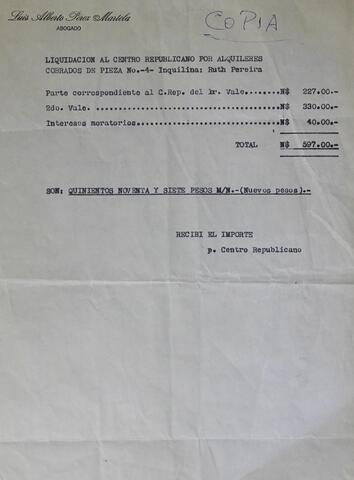 Luis Alberto Pérez Martela
ABOGADO
COPIA
LIQUIDACION AL CENTRO REPUBLICANO POR ALQUILERES
COBRADOS DE PIEZA No.-4- Inquilina: Ruth Pereira
Parte correspondiente al C.Rep. del 1r. Vale.......N$ 227.00.-
2do. Vale..........................................N$ 330.00.-
Intereses moratorios...............................N$ 40.00.-
TOTAL N$ 597.00.-
SON: QUINIENTOS NOVENTA Y SIETE PESOS M/N.-(Nuevos pesos).-
RECIBI EL IMPORTE
p. Centro Republicano